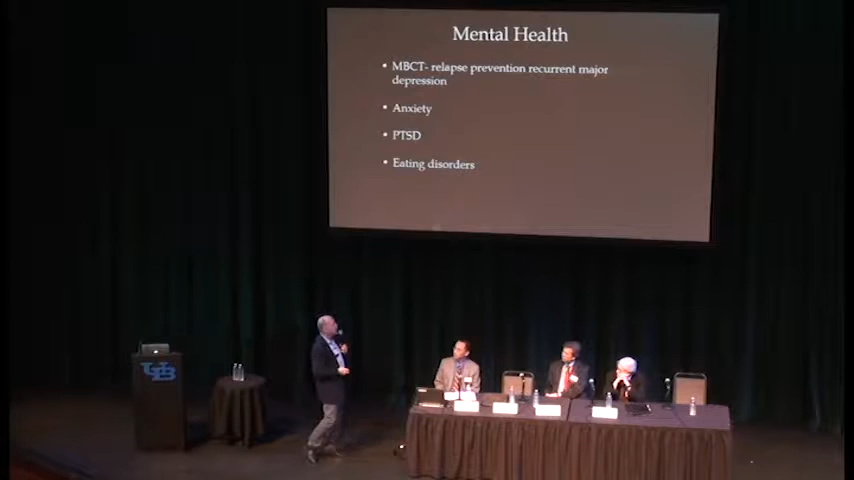 Mental Health
• MBCT- relapse prevention recurrent major
depression
• Anxiety
• PTSD
• Eating disorders
UB